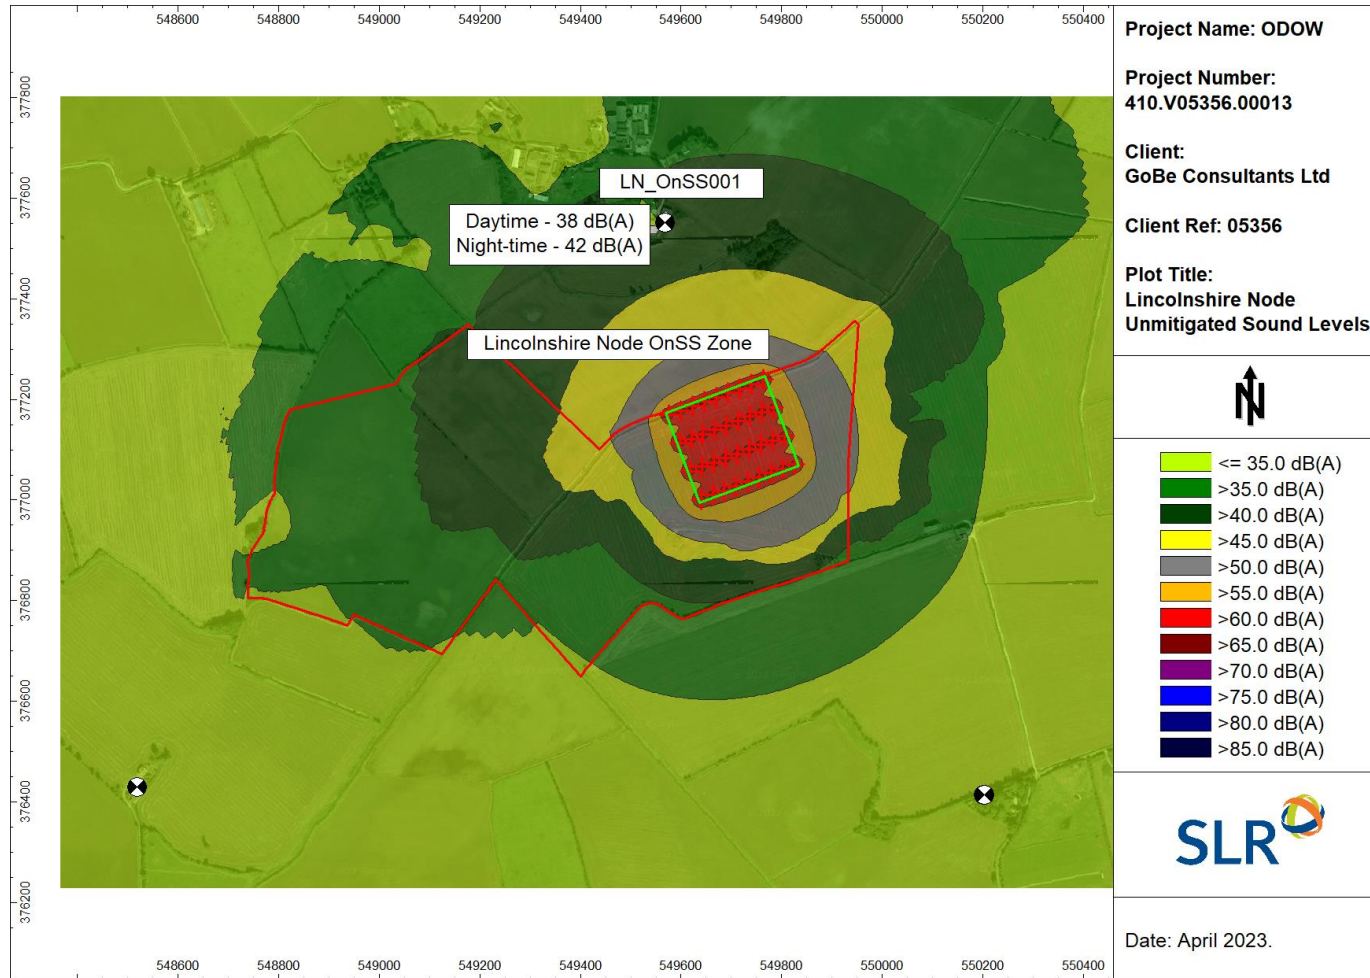 548600 548800 549000 549200 549400 549600 549800 550000 550200 550400
377800
377600
377400
377200
377000
376800
376600
376400
376200
LN_OnSS001
Daytime - 38 dB(A)
Night-time - 42 dB(A)
Lincolnshire Node OnSS Zone
548600 548800 549000 549200 549400 549600 549800 550000 550200 550400
Project Name: ODOW
Project Number:
410.V05356.00013
Client:
GoBe Consultants Ltd
Client Ref: 05356
Plot Title:
Lincolnshire Node
Unmitigated Sound Levels
N
<= 35.0 dB(A)
>35.0 dB(A)
>40.0 dB(A)
>45.0 dB(A)
>50.0 dB(A)
>55.0 dB(A)
>60.0 dB(A)
>65.0 dB(A)
>70.0 dB(A)
>75.0 dB(A)
>80.0 dB(A)
>85.0 dB(A)
SLR
Date: April 2023.